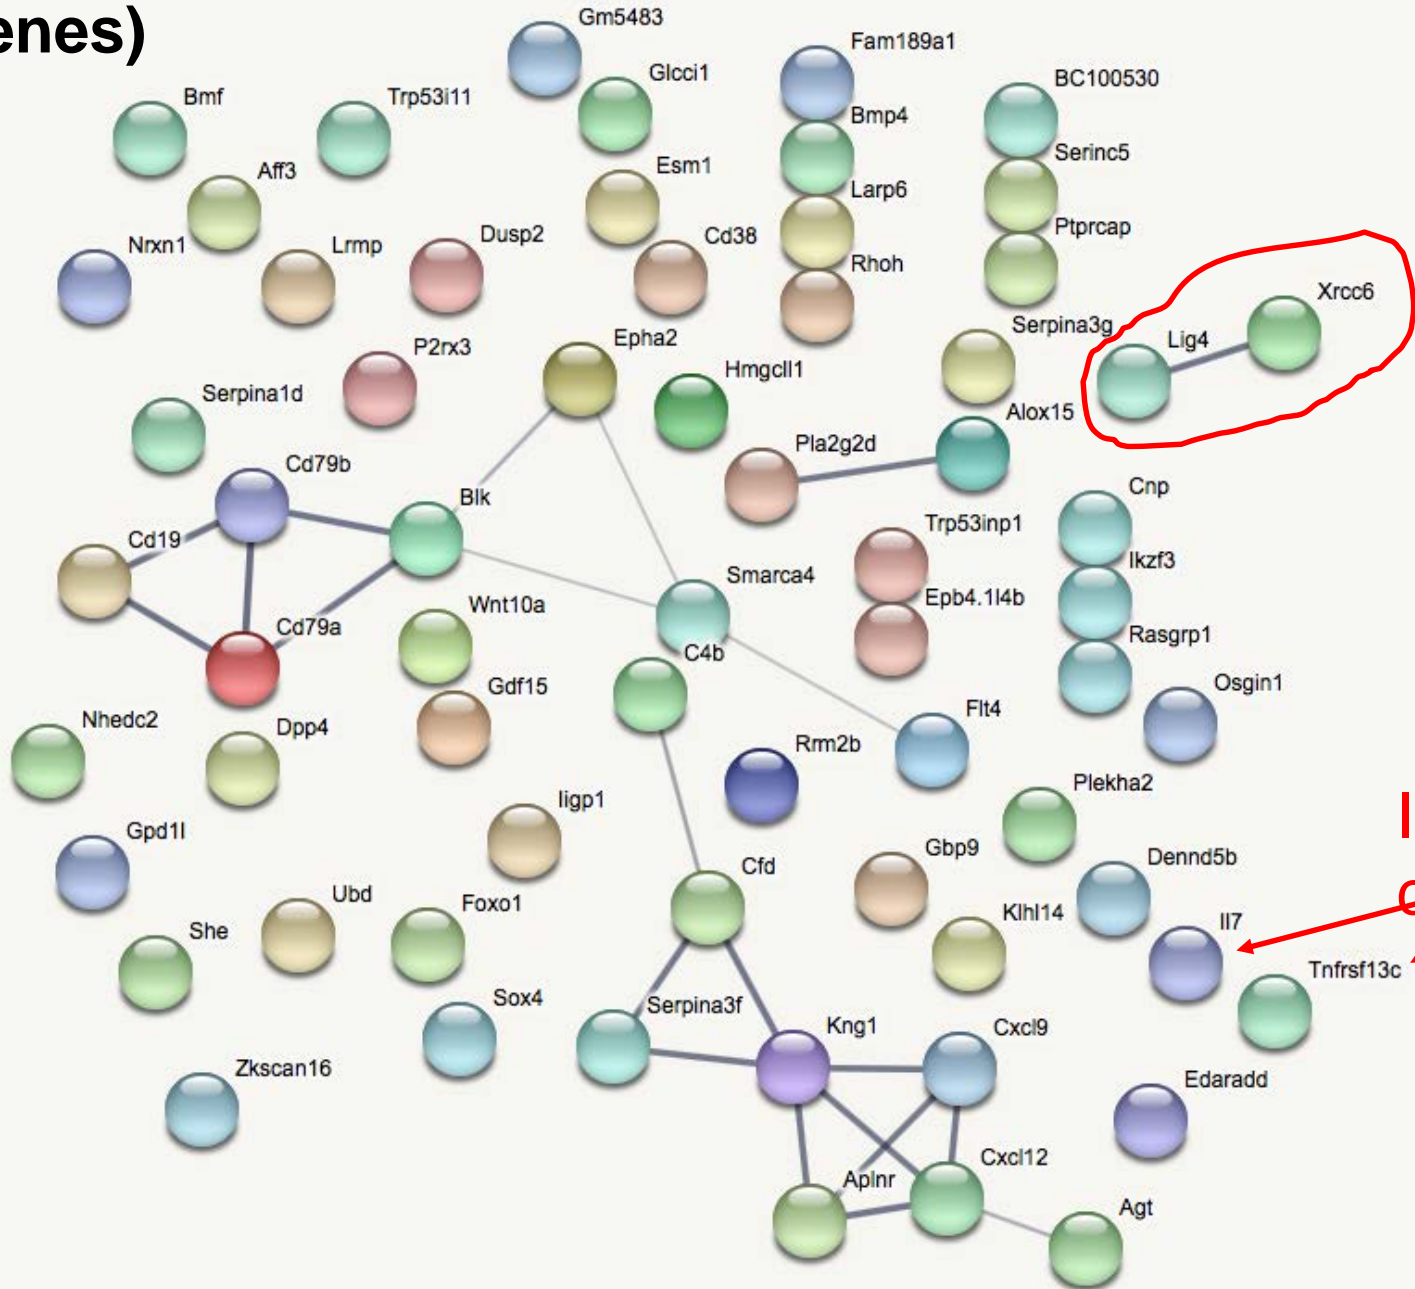 enes)
Gm5483
Fam189a1
Glcci1
BC100530
Bmf
Trp53i11
Bmp4
Serinc5
Esm1
Aff3
Larp6
Ptprcap
Dusp2
Cd38
Nrxn1
Lrmp
Rhoh
Xrcc6
Serpina3g
Epha2
Lig4
P2rx3
Hmgcll1
Serpina1d
Alox15
Pla2g2d
Cd79b
Cnp
Blk
Trp53inp1
Cd19
Ikzf3
Smarca4
Epb4.1l4b
Wnt10a
Cd79a
Rasgrp1
C4b
Osgin1
Gdf15
Flt4
Nhedc2
Dpp4
Rrm2b
Plekha2
Iigp1
Gpd1l
Gbp9
Dennd5b
Cfd
Ubd
Foxo1
Klhl14
Il7
She
Tnfrsf13c
Sox4
Serpina3f
Kng1
Cxcl9
Zkscan16
Edaradd
Cxcl12
Aplnr
Agt